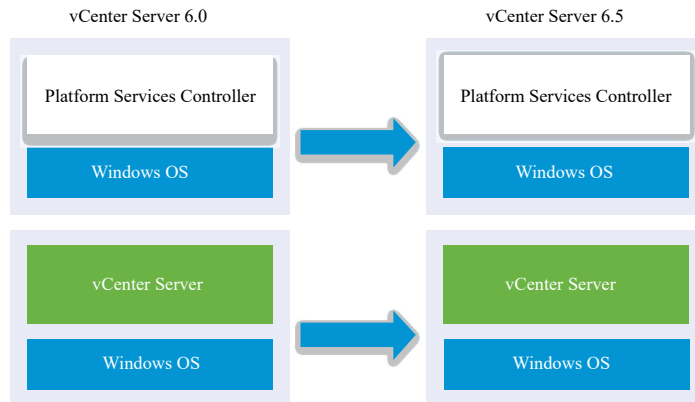 vCenter Server 6.0
vCenter Server 6.5
Platform Services Controller
Platform Services Controller
Windows OS
Windows OS
vCenter Server
vCenter Server
Windows OS
Windows OS